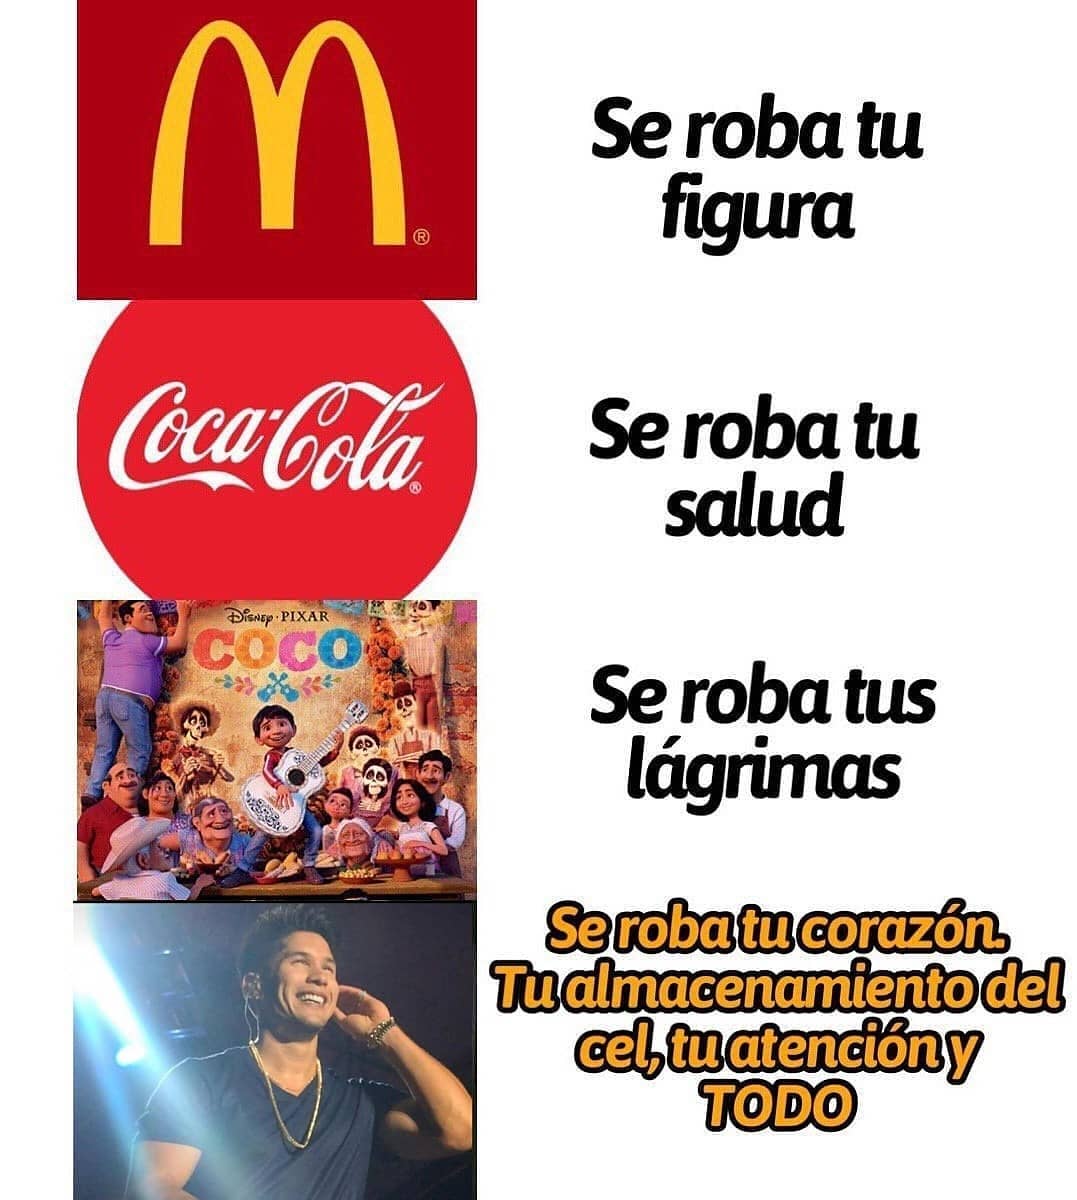 ®
Se roba tu
figura
Coca-Cola
®
Se roba tu
salud
DISNEY·PIXAR
COCO
Se roba tus
lágrimas
Se roba tu corazón.
Tu almacenamiento del
cel, tu atención y
TODO